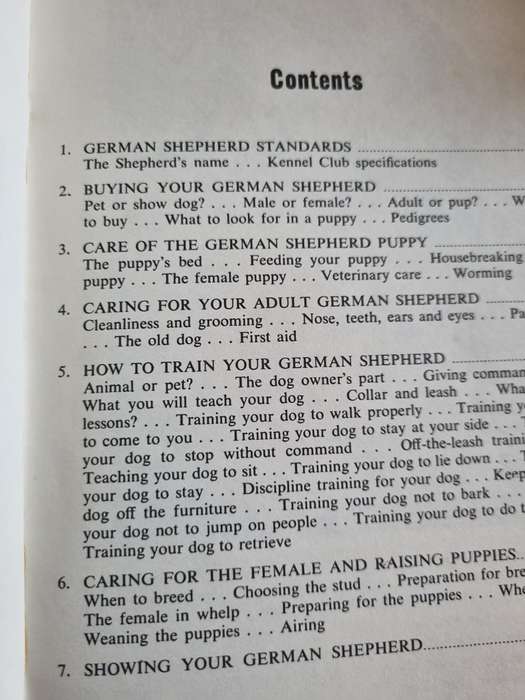 Contents
1. GERMAN SHEPHERD STANDARDS
The Shepherd's name . . . Kennel Club specifications
2. BUYING YOUR GERMAN SHEPHERD
Pet or show dog? . . . Male or female? . . . Adult or pup? . . .
to buy . . . What to look for in a puppy . . . Pedigrees
3. CARE OF THE GERMAN SHEPHERD PUPPY
The puppy's bed . . . Feeding your puppy . . . Housebreaking
puppy . . . The female puppy . . . Veterinary care . . . Worming
4. CARING FOR YOUR ADULT GERMAN SHEPHERD
Cleanliness and grooming . . . Nose, teeth, ears and eyes . . .
. . . The old dog . . . First aid
5. HOW TO TRAIN YOUR GERMAN SHEPHERD
Animal or pet? . . . The dog owner's part . . . Giving
What you will teach your dog . . . Collar and leash . . .
lessons? . . . Training your dog to walk properly . . . Training
to come to you . . . Training your dog to stay at your side . . .
your dog to stop without command . . . Off-the-leash
Teaching your dog to sit . . . Training your dog to lie down . . .
your dog to stay . . . Discipline training for your dog . . .
dog off the furniture . . . Training your dog not to bark . . .
your dog not to jump on people . . . Training your dog to do
Training your dog to retrieve
6. CARING FOR THE FEMALE AND RAISING PUPPIES
When to breed . . . Choosing the stud . . . Preparation for
The female in whelp . . . Preparing for the puppies . . .
Weaning the puppies . . . Airing
7. SHOWING YOUR GERMAN SHEPHERD